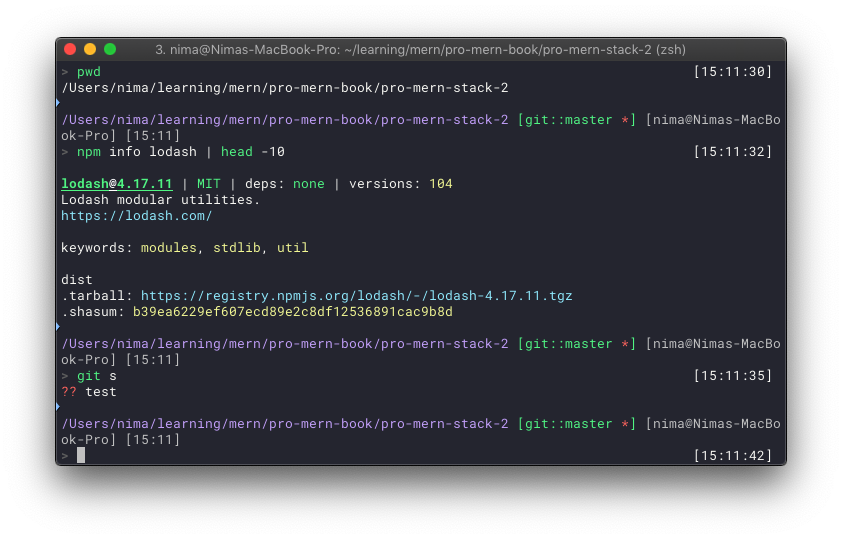 3. nima@Nimas-MacBook-Pro: ~/learning/mern/pro-mern-book/pro-mern-stack-2 (zsh)
> pwd [15:11:30]
/Users/nima/learning/mern/pro-mern-book/pro-mern-stack-2
/Users/nima/learning/mern/pro-mern-book/pro-mern-stack-2 [git::master *] [nima@Nimas-MacBo
ok-Pro] [15:11]
> npm info lodash | head -10 [15:11:32]
lodash@4.17.11 | MIT | deps: none | versions: 104
Lodash modular utilities.
https://lodash.com/
keywords: modules, stdlib, util
dist
.tarball: https://registry.npmjs.org/lodash/-/lodash-4.17.11.tgz
.shasum: b39ea6229ef607ecd89e2c8df12536891cac9b8d
/Users/nima/learning/mern/pro-mern-book/pro-mern-stack-2 [git::master *] [nima@Nimas-MacBo
ok-Pro] [15:11]
> git s [15:11:35]
?? test
/Users/nima/learning/mern/pro-mern-book/pro-mern-stack-2 [git::master *] [nima@Nimas-MacBo
ok-Pro] [15:11]
> [15:11:42]